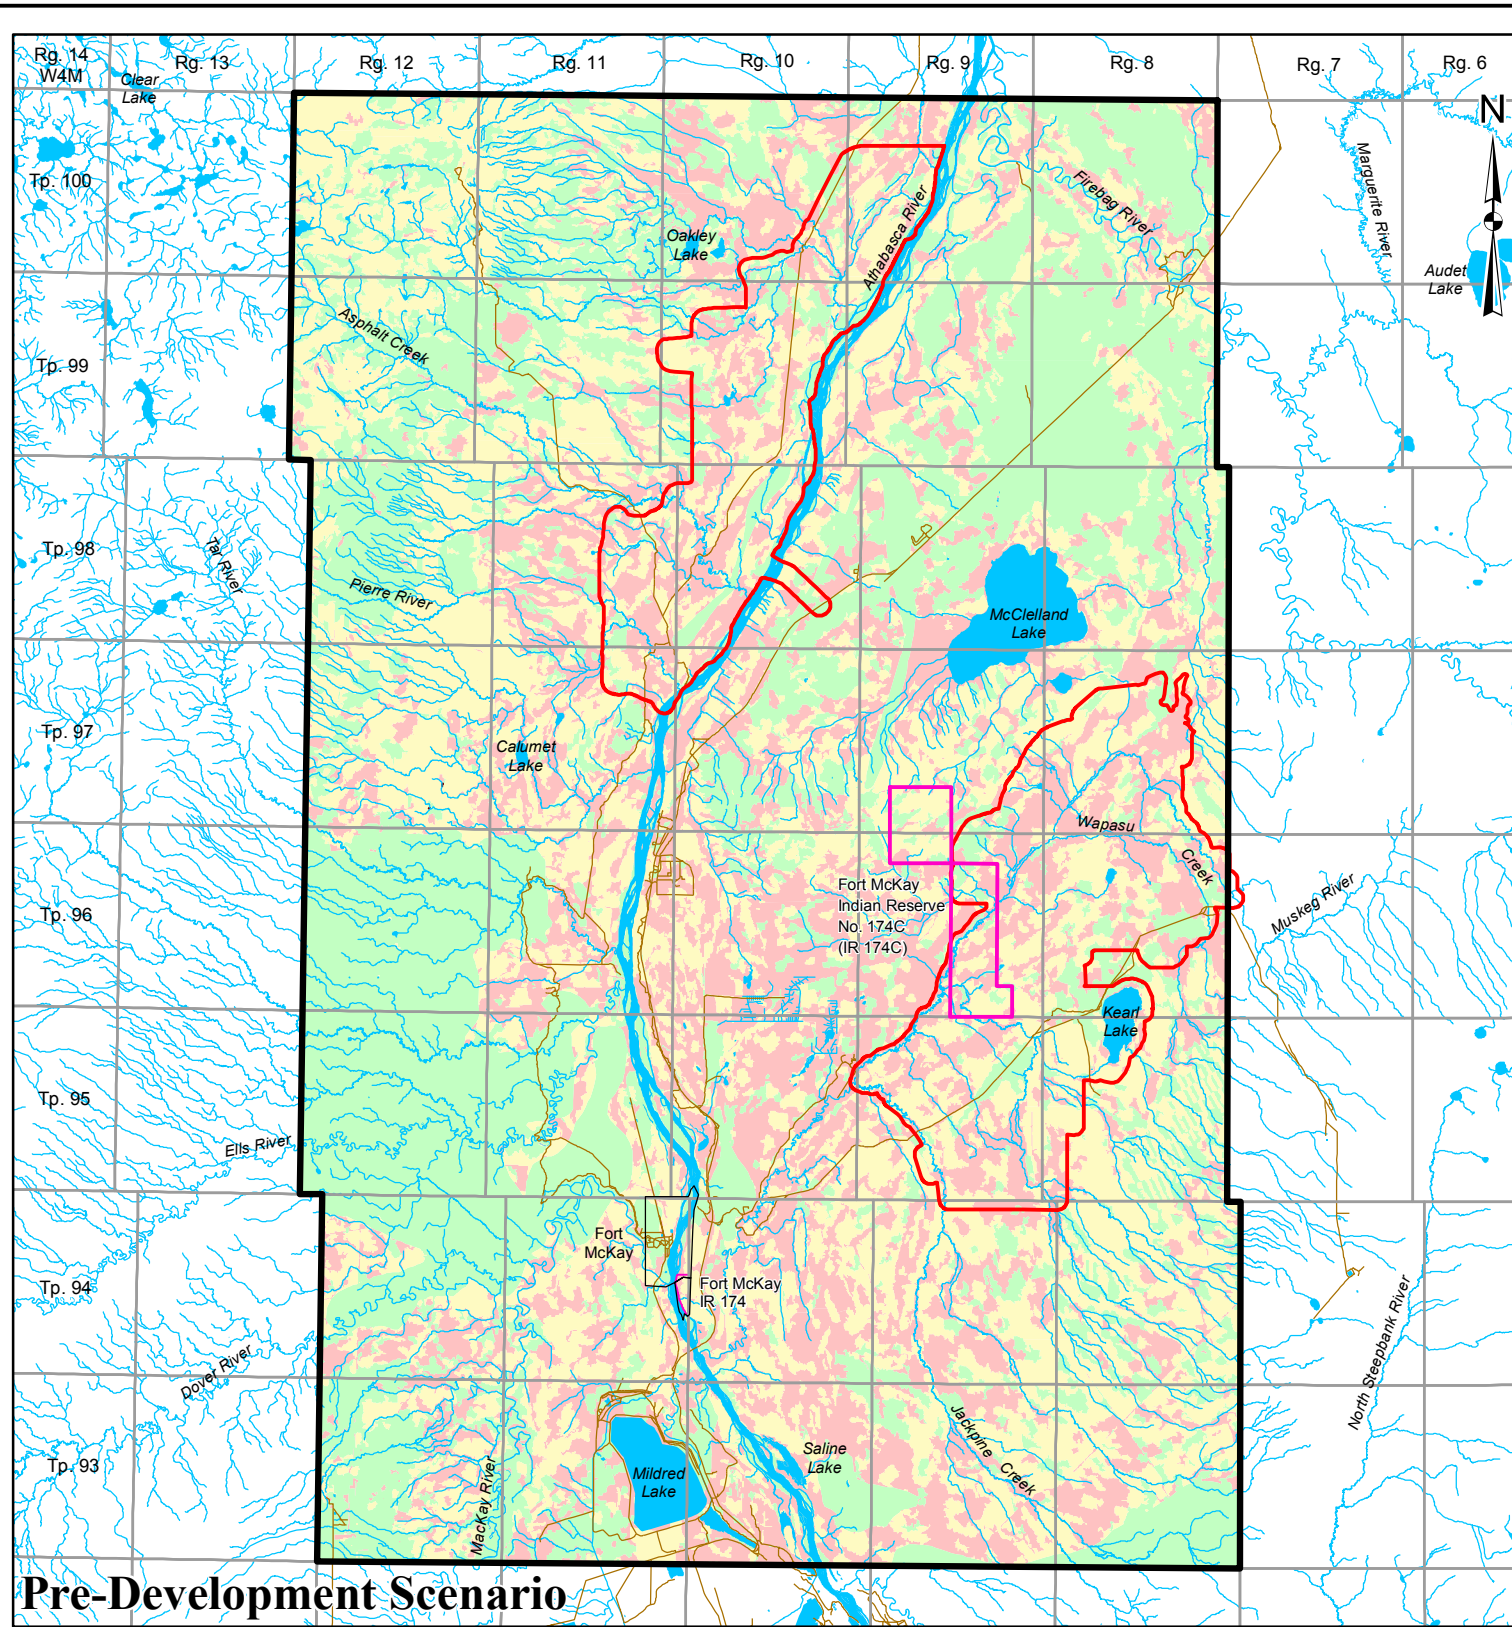 Rg. 14
W4M
Rg. 13
Rg. 12
Rg. 11
Rg. 10
Rg. 9
Rg. 8
Rg. 7
Rg. 6
Clear
Lake
N
Tp. 100
Marguerite River
Firebag River
Athabasca River
Oakley
Lake
Audet
Lake
Asphalt Creek
Tp. 99
Tp. 98
Tar River
Pierre River
McClelland
Lake
Tp. 97
Calumet
Lake
Wapasu
Creek
Fort McKay
Indian Reserve
No. 174C
(IR 174C)
Tp. 96
Muskeg River
Kearl
Lake
Tp. 95
Ells River
Fort
McKay
Fort McKay
IR 174
Tp. 94
Dover River
North Steepbank River
Jackpine Creek
Saline
Lake
Mildred
Lake
Tp. 93
MacKay River
Pre-Development Scenario